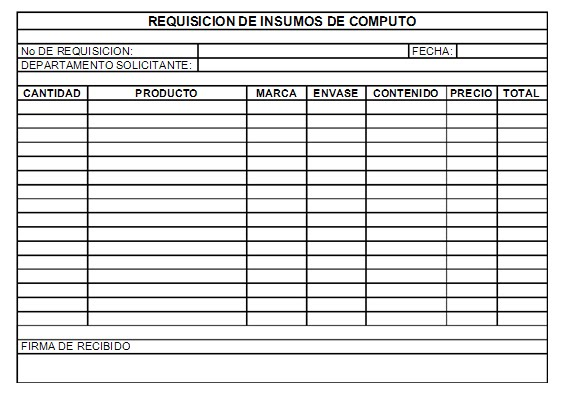 REQUISICION DE INSUMOS DE COMPUTO
No DE REQUISICION: FECHA:
DEPARTAMENTO SOLICITANTE:
CANTIDAD PRODUCTO MARCA ENVASE CONTENIDO PRECIO TOTAL
FIRMA DE RECIBIDO